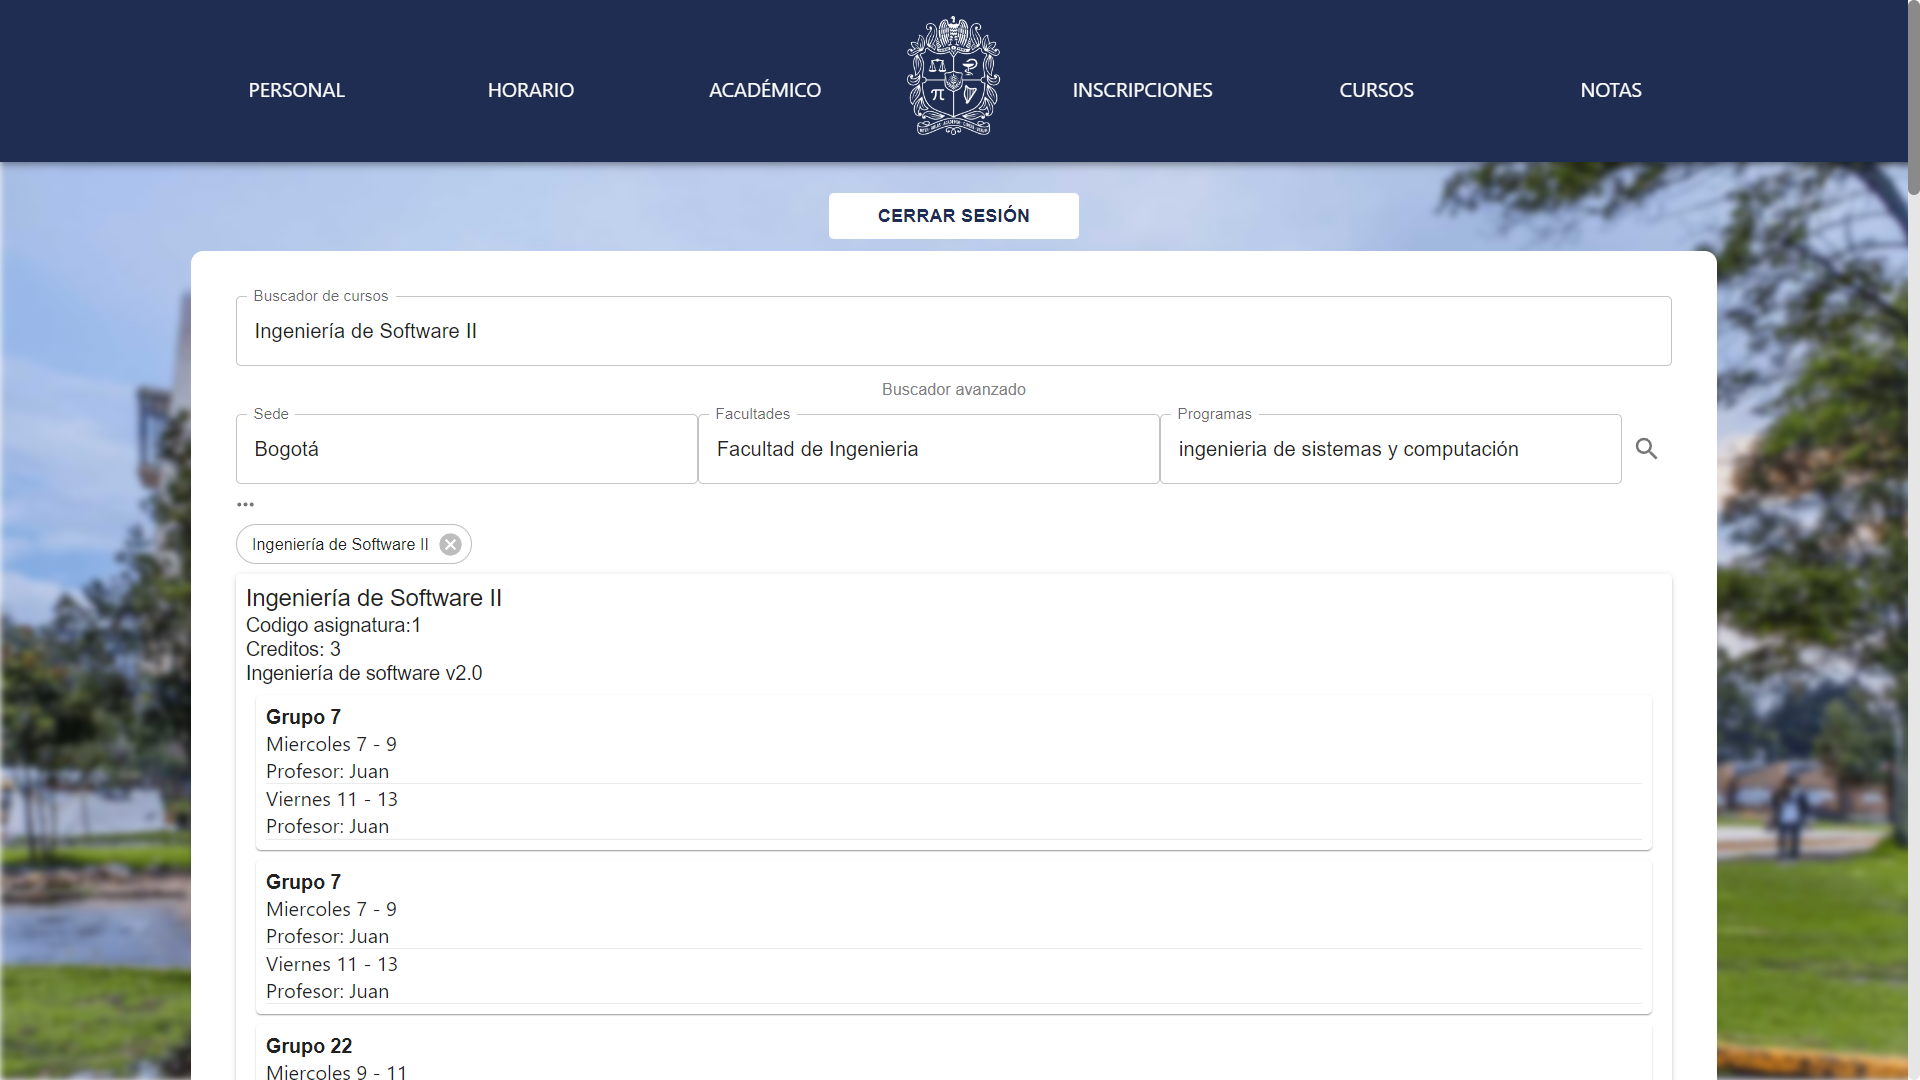 PERSONAL
HORARIO
ACADÉMICO
π
INSCRIPCIONES
CURSOS
NOTAS
CERRAR SESIÓN
Buscador de cursos
Ingeniería de Software II
Buscador avanzado
Sede
Bogotá
Facultades
Facultad de Ingenieria
Programas
ingenieria de sistemas y computación
...
Ingeniería de Software II
Ingeniería de Software II
Codigo asignatura:1
Creditos: 3
Ingeniería de software v2.0
Grupo 7
Miercoles 7 - 9
Profesor: Juan
Viernes 11 - 13
Profesor: Juan
Grupo 7
Miercoles 7 - 9
Profesor: Juan
Viernes 11 - 13
Profesor: Juan
Grupo 22
Miercoles 9 - 11